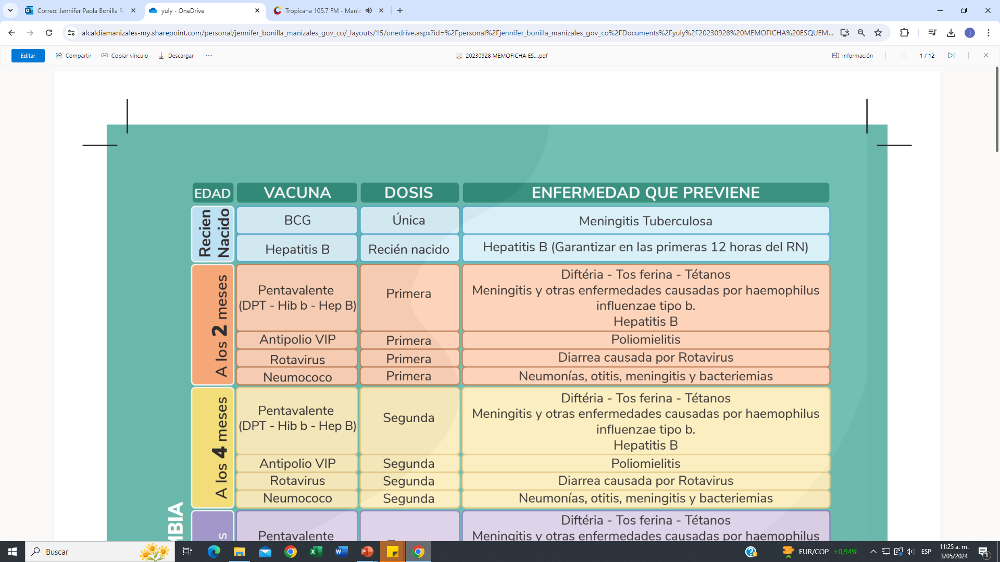 Correo: Jennifer Paola Bonilla
yuly - OneDrive
Tropicana 105.7 FM - Maniz
alcaldiamanizales-my.sharepoint.com/personal/jennifer_bonilla_manizales_gov_co/_layouts/15/onedrive.aspx?id=%2Fpersonal%2Fjennifer_bonilla_manizales_gov_co%2FDocuments%2Fyuly%2F20230928%20MEMOFICHA%20ESQUEM...
j
Editar
Compartir
Copiar vínculo
Descargar
...
20230928 MEMOFICHA ES....pdf
Información
1 / 12
EDAD VACUNA DOSIS ENFERMEDAD QUE PREVIENE
Recien
Nacido
BCG Única Meningitis Tuberculosa
Hepatitis B Recién nacido Hepatitis B (Garantizar en las primeras 12 horas del RN)
A los 2 meses
Pentavalente
(DPT - Hib b - Hep B)
Primera
Diftéria - Tos ferina - Tétanos
Meningitis y otras enfermedades causadas por haemophilus
influenzae tipo b.
Hepatitis B
Antipolio VIP Primera Poliomielitis
Rotavirus Primera Diarrea causada por Rotavirus
Neumococo Primera Neumonías, otitis, meningitis y bacteriemias
A los 4 meses
Pentavalente
(DPT - Hib b - Hep B)
Segunda
Diftéria - Tos ferina - Tétanos
Meningitis y otras enfermedades causadas por haemophilus
influenzae tipo b.
Hepatitis B
Antipolio VIP Segunda Poliomielitis
Rotavirus Segunda Diarrea causada por Rotavirus
Neumococo Segunda Neumonías, otitis, meningitis y bacteriemias
Pentavalente
Diftéria - Tos ferina - Tétanos
Meningitis y otras enfermedades causadas por haemophilus
Buscar
EUR/COP +0,94%
ESP
11:25 a. m.
3/05/2024
1